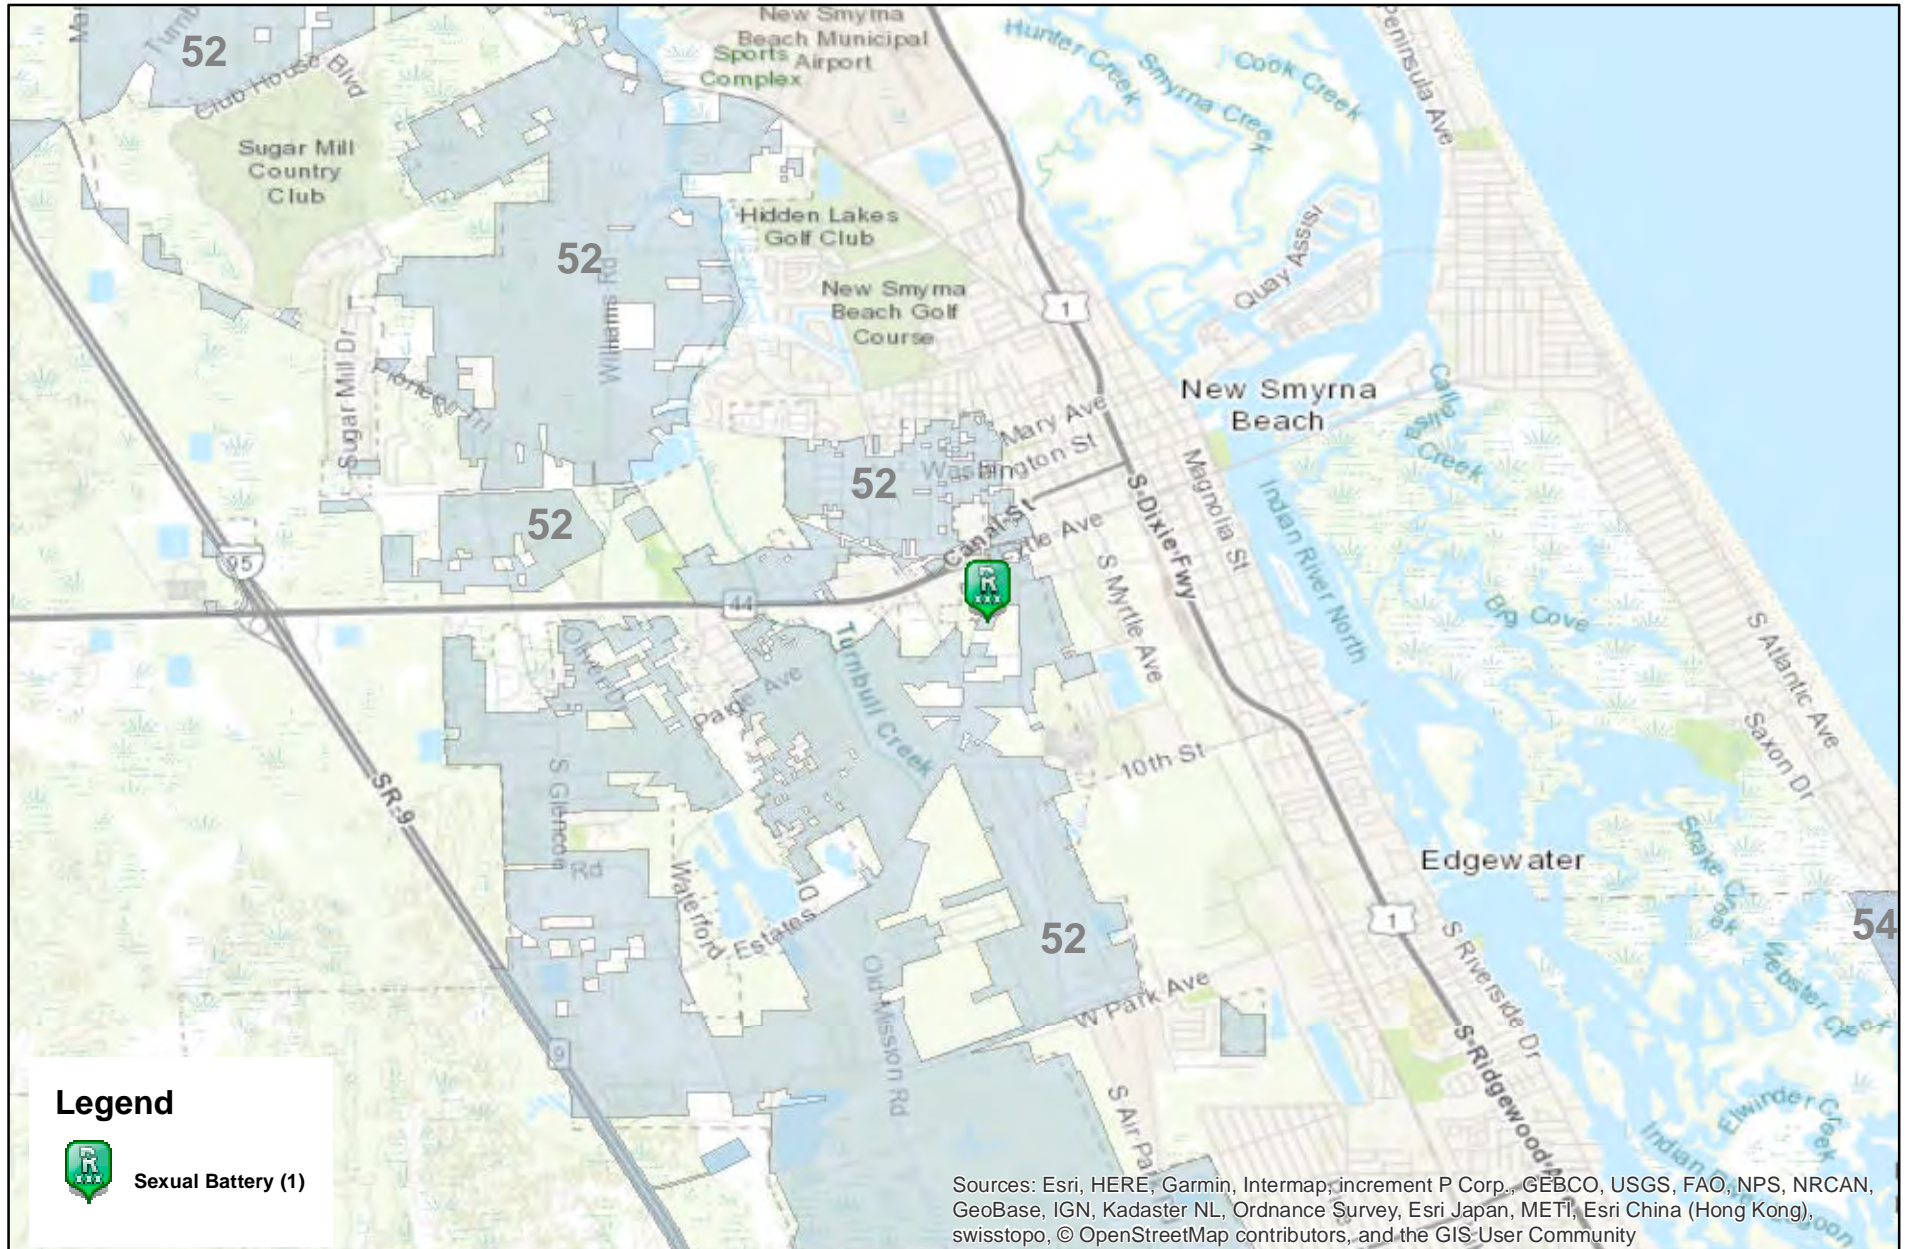 New Smyrna
Beach Municipal
Airport
Sports
Complex
Hunter Creek
Smyrna Creek
Cook Creek
Peninsula Ave
52
Club House Blvd
Sugar Mill
Country
Club
Hidden Lakes
Golf Club
52
Williams Rd
Quay Assisi
New Smyrna
Beach Golf
Course
1
Sugar Mill Dr
New Smyrna
Beach
Mary Ave
Washington St
52
52
Canal St
S Dixie Fwy
Magnolia St
Indian River North
S Myrtle Ave
95
44
R
xxx
Big Cove
S Atlantic Ave
Saxon Dr
Turnbull Creek
Paige Ave
10th St
SR-9
S Glencoe
Rd
Waterford
Estates
Dr
Edgewater
Snake Creek
52
54
1
S Riverside Dr
Webster Creek
Old Mission Rd
W Park Ave
9
S Ridgewood A
Elwinder Creek
S Air Pa
Legend
R
xxx
Sexual Battery (1)
Sources: Esri, HERE, Garmin, Intermap, increment P Corp., GEBCO, USGS, FAO, NPS, NRCAN,
GeoBase, IGN, Kadaster NL, Ordnance Survey, Esri Japan, METI, Esri China (Hong Kong),
swisstopo, © OpenStreetMap contributors, and the GIS User Community